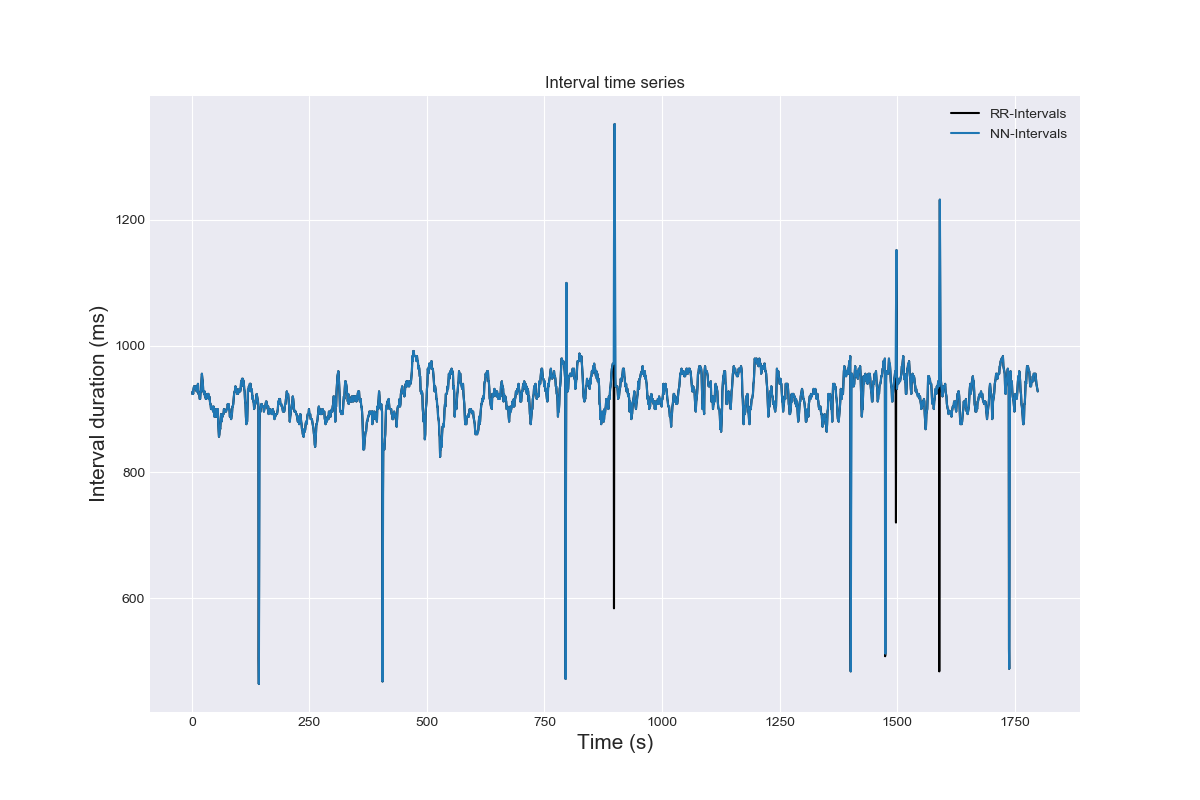 Interval time series
RR-Intervals
NN-Intervals
1200
1000
800
600
Interval duration (ms)
0 250 500 750 1000 1250 1500 1750
Time (s)